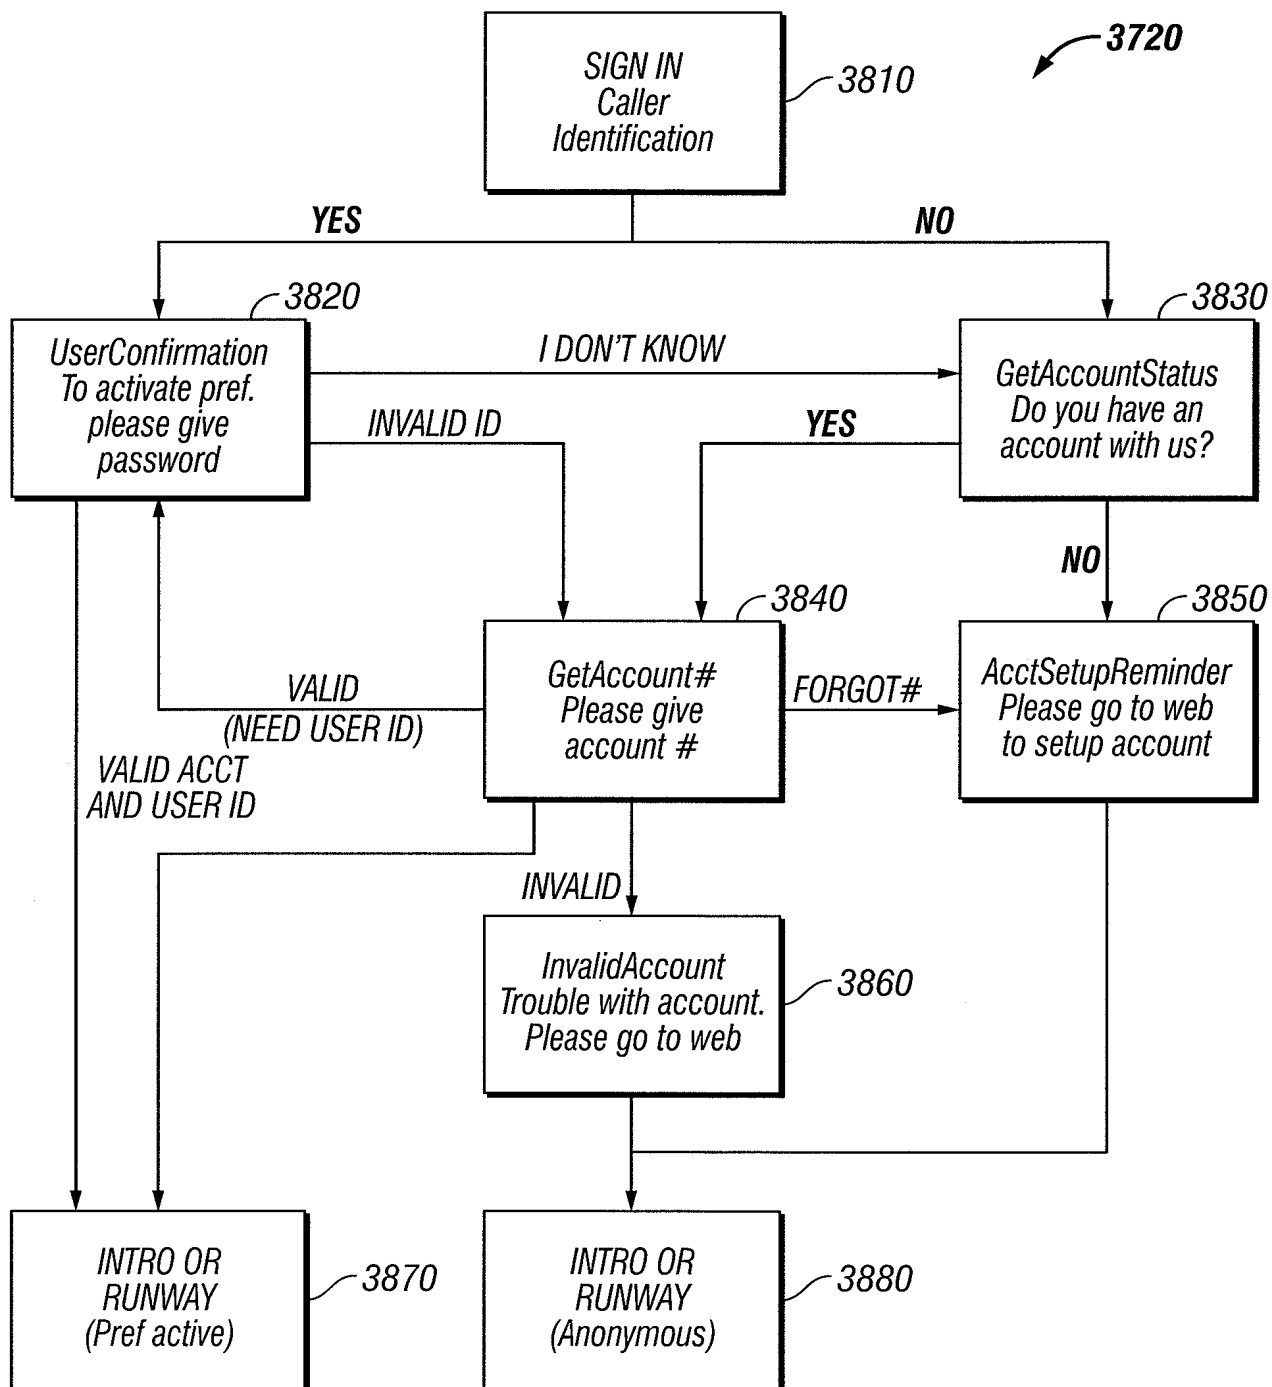 3720
SIGN IN
Caller
Identification
3810
YES
NO
3820
3830
UserConfirmation
To activate pref.
please give
password
I DON'T KNOW
GetAccountStatus
Do you have an
account with us?
INVALID ID
YES
NO
3840
3850
GetAccount#
Please give
account #
FORGOT#
AcctSetupReminder
Please go to web
to setup account
VALID
(NEED USER ID)
VALID ACCT
AND USER ID
INVALID
InvalidAccount
Trouble with account.
Please go to web
3860
INTRO OR
RUNWAY
(Pref active)
3870
INTRO OR
RUNWAY
(Anonymous)
3880